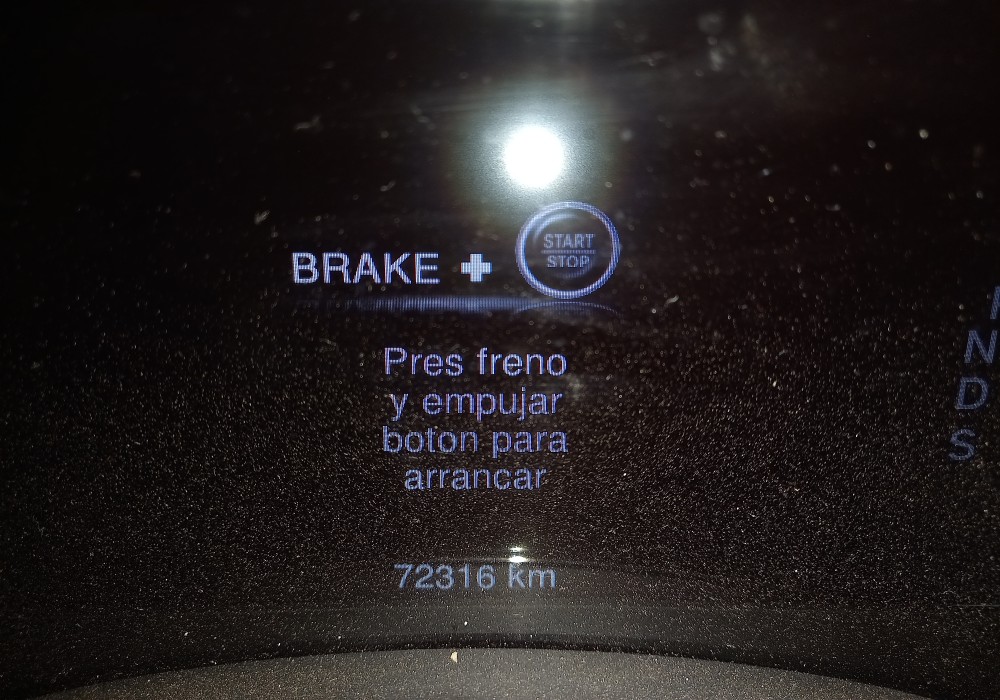 BRAKE +
START
STOP
Pres freno
y empujar
boton para
arrancar
72316 km
N
D
S